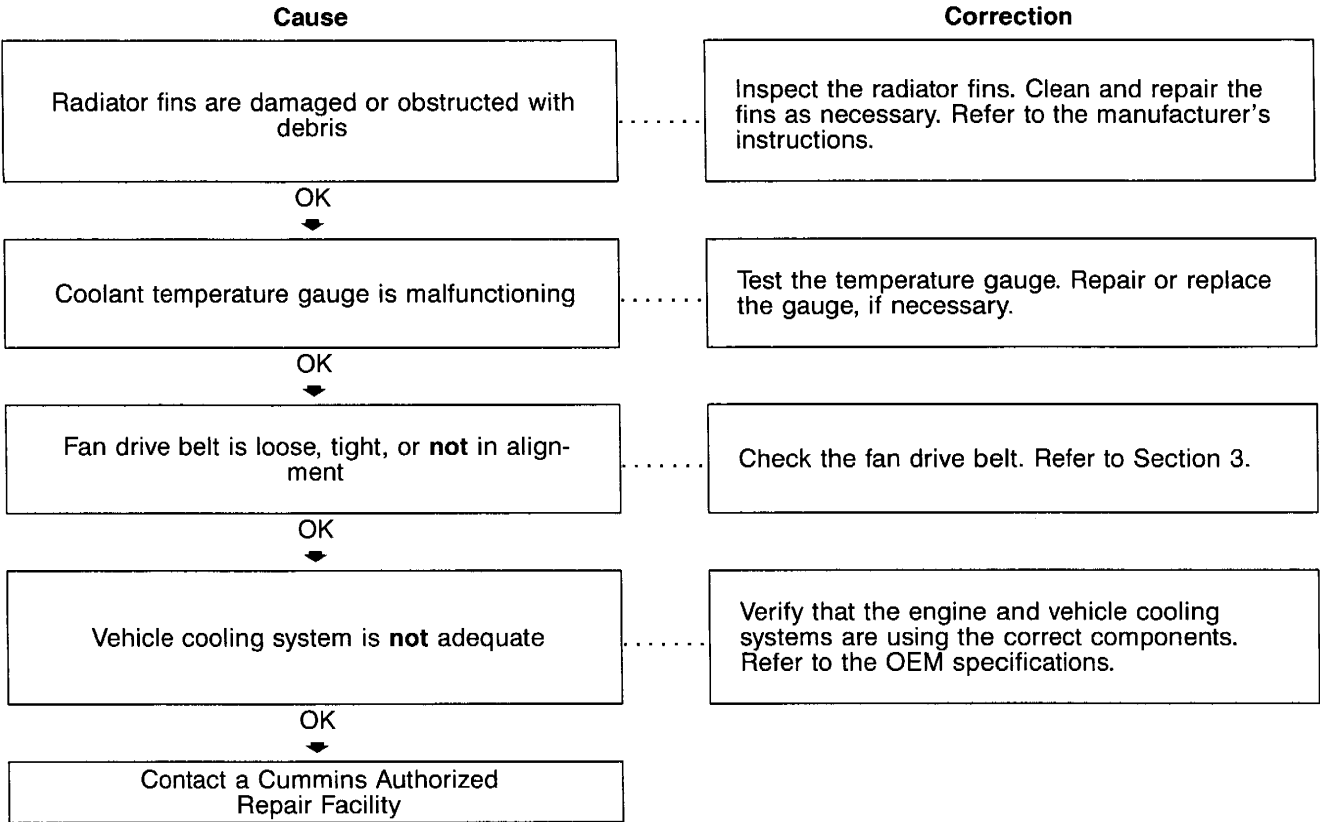 Cause
Correction
Radiator fins are damaged or obstructed with
debris
Inspect the radiator fins. Clean and repair the
fins as necessary. Refer to the manufacturer's
instructions.
OK
Coolant temperature gauge is malfunctioning
Test the temperature gauge. Repair or replace
the gauge, if necessary.
OK
Fan drive belt is loose, tight, or not in align-
ment
Check the fan drive belt. Refer to Section 3.
OK
Vehicle cooling system is not adequate
Verify that the engine and vehicle cooling
systems are using the correct components.
Refer to the OEM specifications.
OK
Contact a Cummins Authorized
Repair Facility